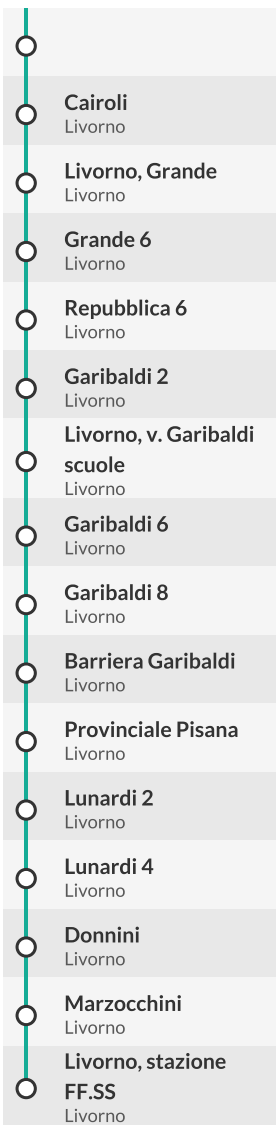 Cairoli
Livorno
Livorno, Grande
Livorno
Grande 6
Livorno
Repubblica 6
Livorno
Garibaldi 2
Livorno
Livorno, v. Garibaldi
scuole
Livorno
Garibaldi 6
Livorno
Garibaldi 8
Livorno
Barriera Garibaldi
Livorno
Provinciale Pisana
Livorno
Lunardi 2
Livorno
Lunardi 4
Livorno
Donnini
Livorno
Marzocchini
Livorno
Livorno, stazione
FF.SS
Livorno